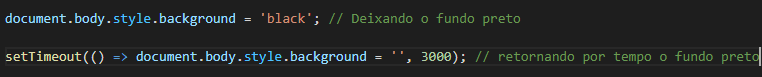 document.body.style.background = 'black'; // Deixando o fundo preto
setTimeout(() => document.body.style.background = '', 3000); // retornando por tempo o fundo preto